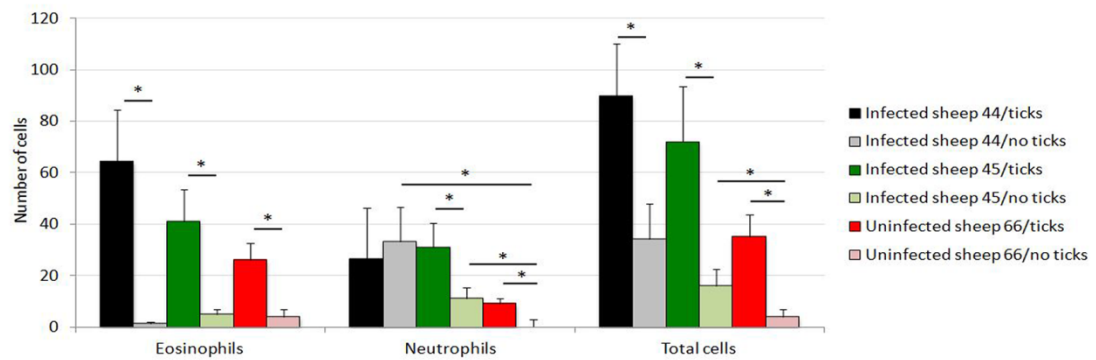 120
100
80
60
40
20
0
Number of cells
* * * * * * * * * * *
Eosinophils Neutrophils Total cells
Infected sheep 44/ticks
Infected sheep 44/no ticks
Infected sheep 45/ticks
Infected sheep 45/no ticks
Uninfected sheep 66/ticks
Uninfected sheep 66/no ticks